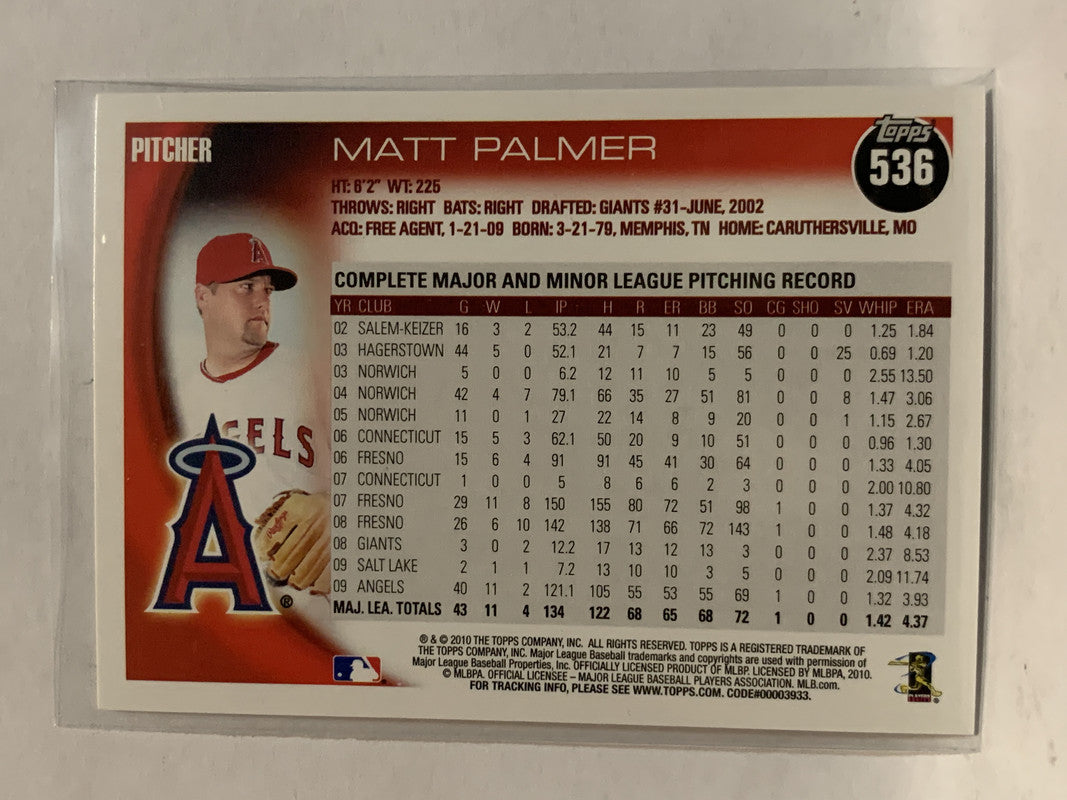 PITCHER
MATT PALMER
Topps
536
HT: 6'2" WT: 225
THROWS: RIGHT BATS: RIGHT DRAFTED: GIANTS #31-JUNE, 2002
ACQ: FREE AGENT, 1-21-09 BORN: 3-21-79, MEMPHIS, TN HOME: CARUTHERSVILLE, MO
COMPLETE MAJOR AND MINOR LEAGUE PITCHING RECORD
YR CLUB G W L IP H R ER BB SO CG SHO SV WHIP ERA
02 SALEM-KEIZER 16 3 2 53.2 44 15 11 23 49 0 0 0 1.25 1.84
03 HAGERSTOWN 44 5 0 52.1 21 7 7 15 56 0 0 25 0.69 1.20
03 NORWICH 5 0 0 6.2 12 11 10 5 5 0 0 0 2.55 13.50
04 NORWICH 42 4 7 79.1 66 35 27 51 81 0 0 8 1.47 3.06
05 NORWICH 11 0 1 27 22 14 8 9 20 0 0 1 1.15 2.67
06 CONNECTICUT 15 5 3 62.1 50 20 9 10 51 0 0 0 0.96 1.30
06 FRESNO 15 6 4 91 91 45 41 30 64 0 0 0 1.33 4.05
07 CONNECTICUT 1 0 0 5 8 6 6 2 3 0 0 0 2.00 10.80
07 FRESNO 29 11 8 150 155 80 72 51 98 1 0 0 1.37 4.32
08 FRESNO 26 6 10 142 138 71 66 72 143 1 0 0 1.48 4.18
08 GIANTS 3 0 2 12.2 17 13 12 13 3 0 0 0 2.37 8.53
09 SALT LAKE 2 1 1 7.2 13 10 10 3 5 0 0 0 2.09 11.74
09 ANGELS 40 11 2 121.1 105 55 53 55 69 1 0 0 1.32 3.93
MAJ. LEA. TOTALS 43 11 4 134 122 68 65 68 72 1 0 0 1.42 4.37
A
GELS
A®
® & © 2010 THE TOPPS COMPANY, INC. ALL RIGHTS RESERVED. TOPPS IS A REGISTERED TRADEMARK OF
THE TOPPS COMPANY, INC. Major League Baseball trademarks and copyrights are used with permission of
Major League Baseball Properties, Inc. OFFICIALLY LICENSED PRODUCT OF MLBP. LICENSED BY MLBPA, 2010.
© MLBPA. OFFICIAL LICENSEE – MAJOR LEAGUE BASEBALL PLAYERS ASSOCIATION. MLB.com.
FOR TRACKING INFO, PLEASE SEE WWW.TOPPS.COM. CODE#00003933.